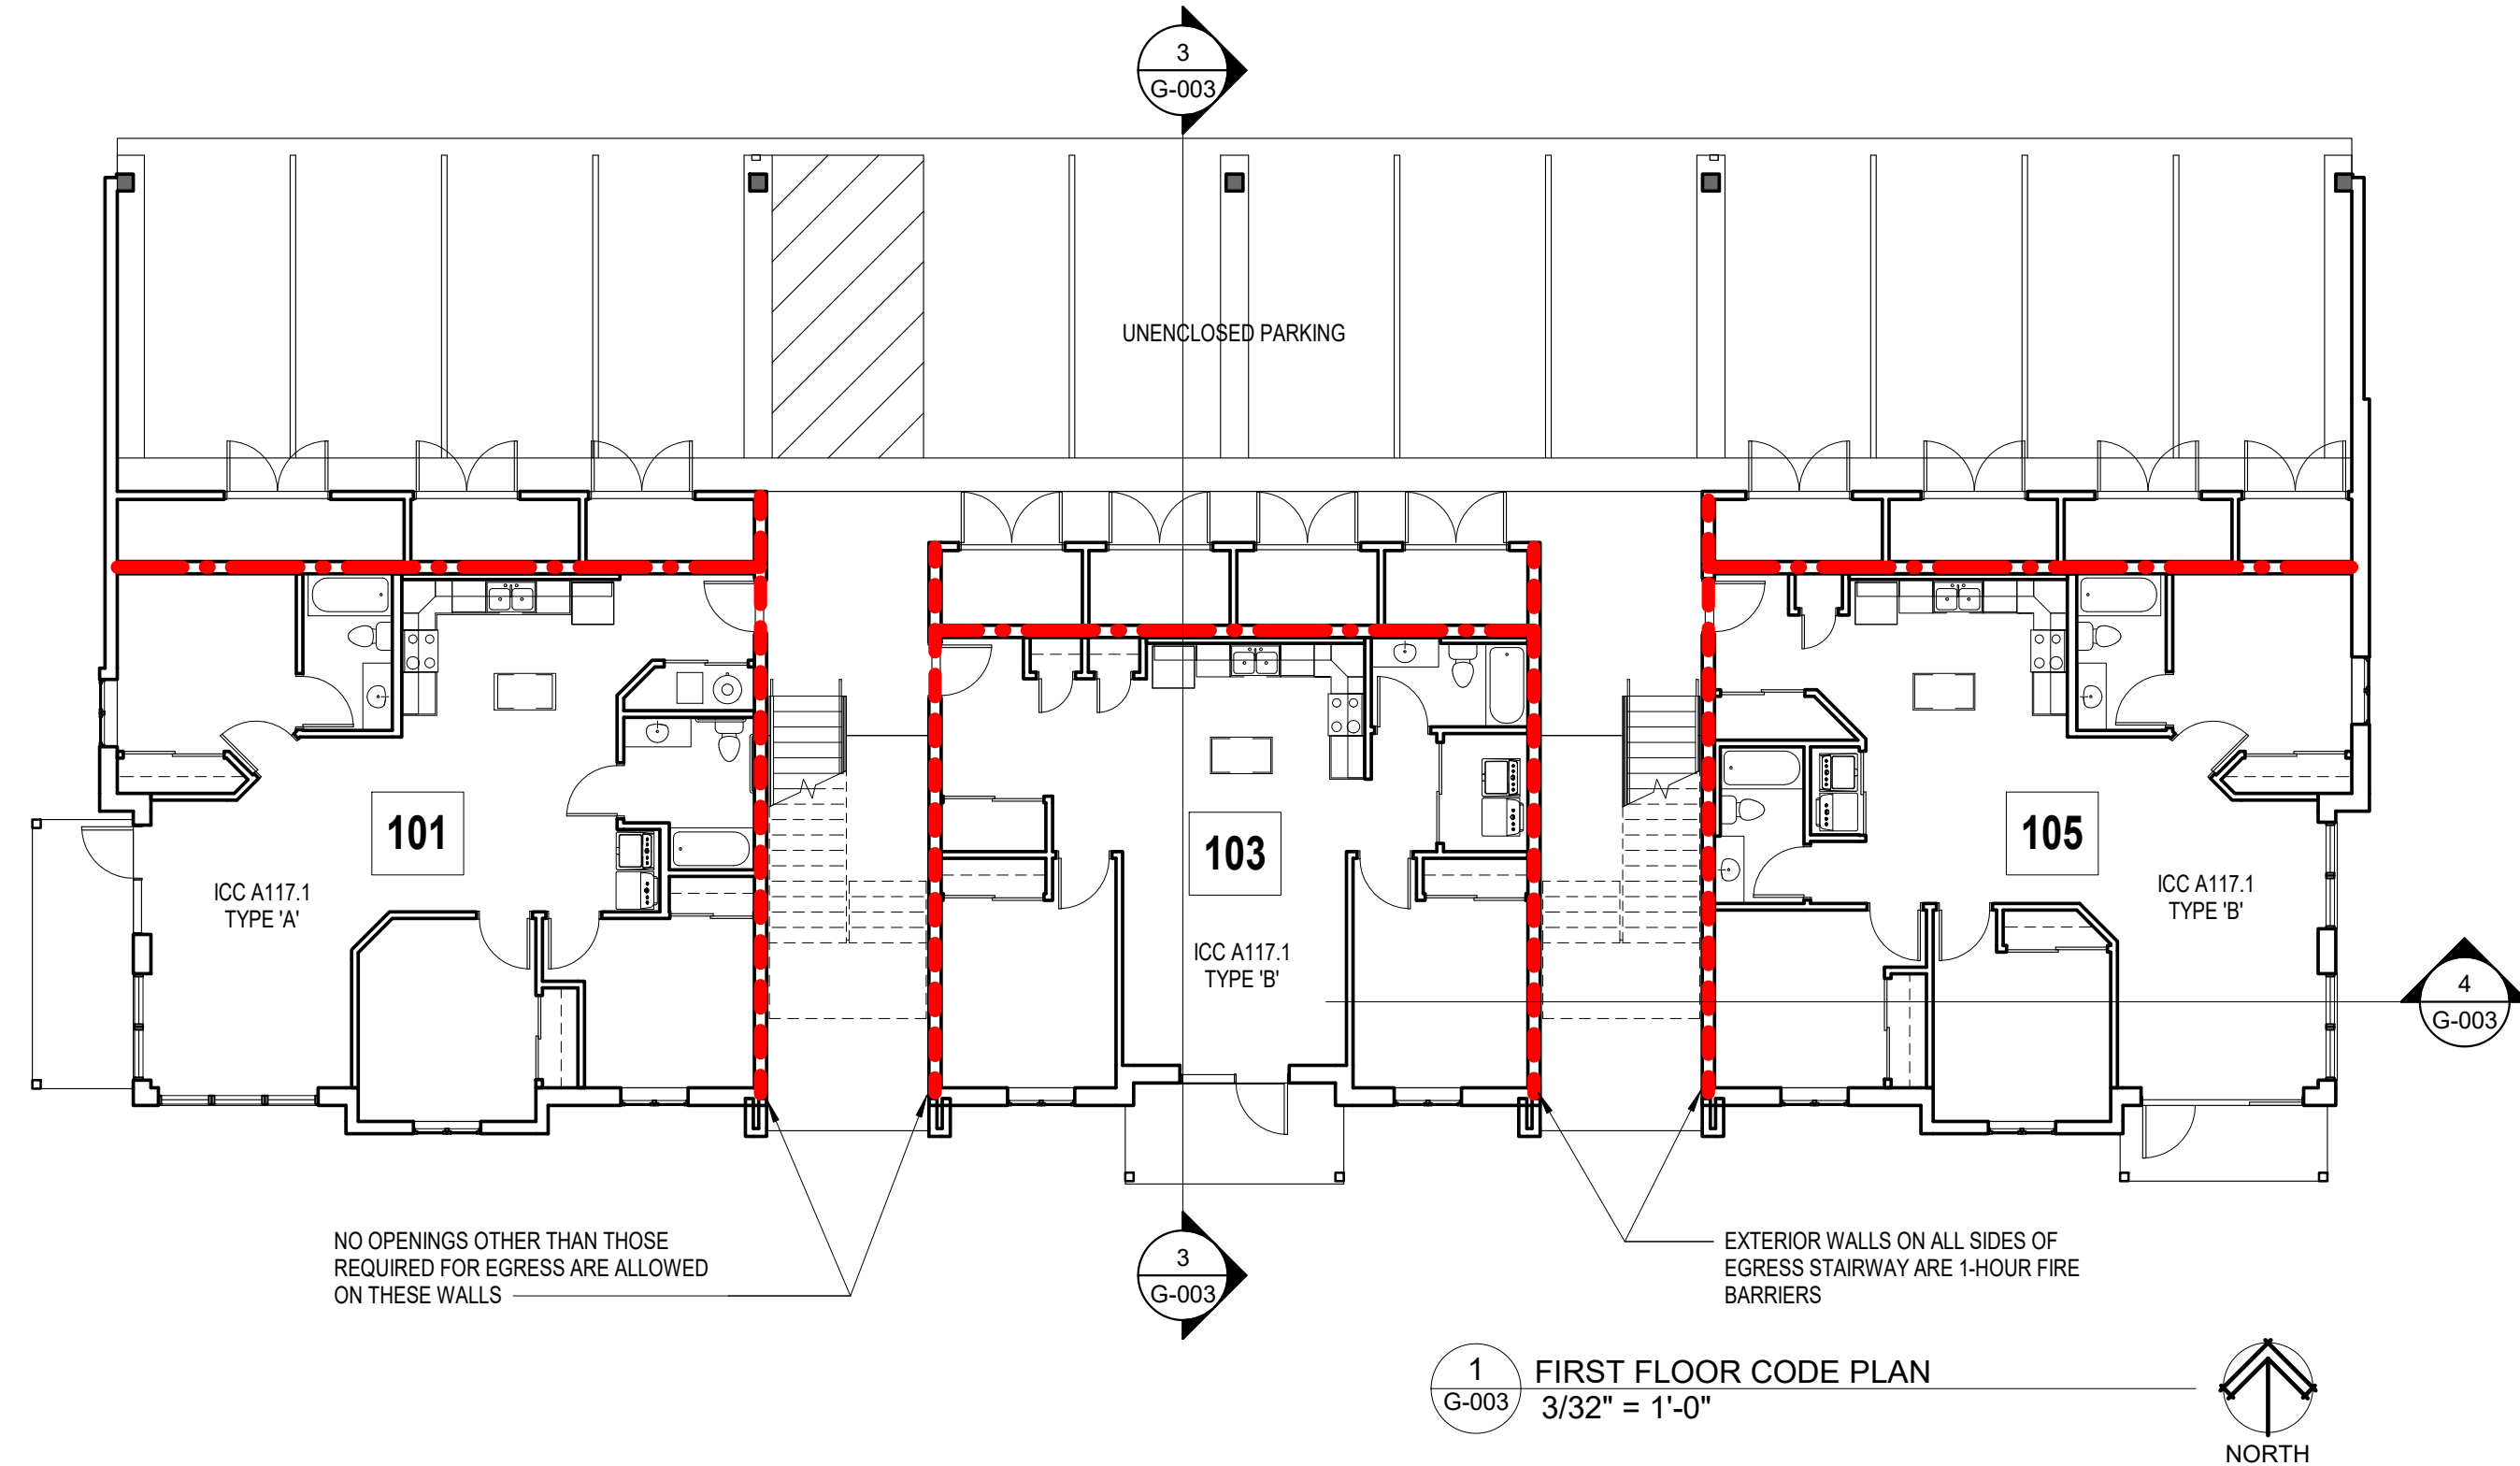 3
G-003
UNENCLOSED PARKING
101
ICC A117.1
TYPE 'A'
103
ICC A117.1
TYPE 'B'
105
ICC A117.1
TYPE 'B'
4
G-003
NO OPENINGS OTHER THAN THOSE
REQUIRED FOR EGRESS ARE ALLOWED
ON THESE WALLS
3
G-003
EXTERIOR WALLS ON ALL SIDES OF
EGRESS STAIRWAY ARE 1-HOUR FIRE
BARRIERS
1
G-003
FIRST FLOOR CODE PLAN
3/32" = 1'-0"
NORTH